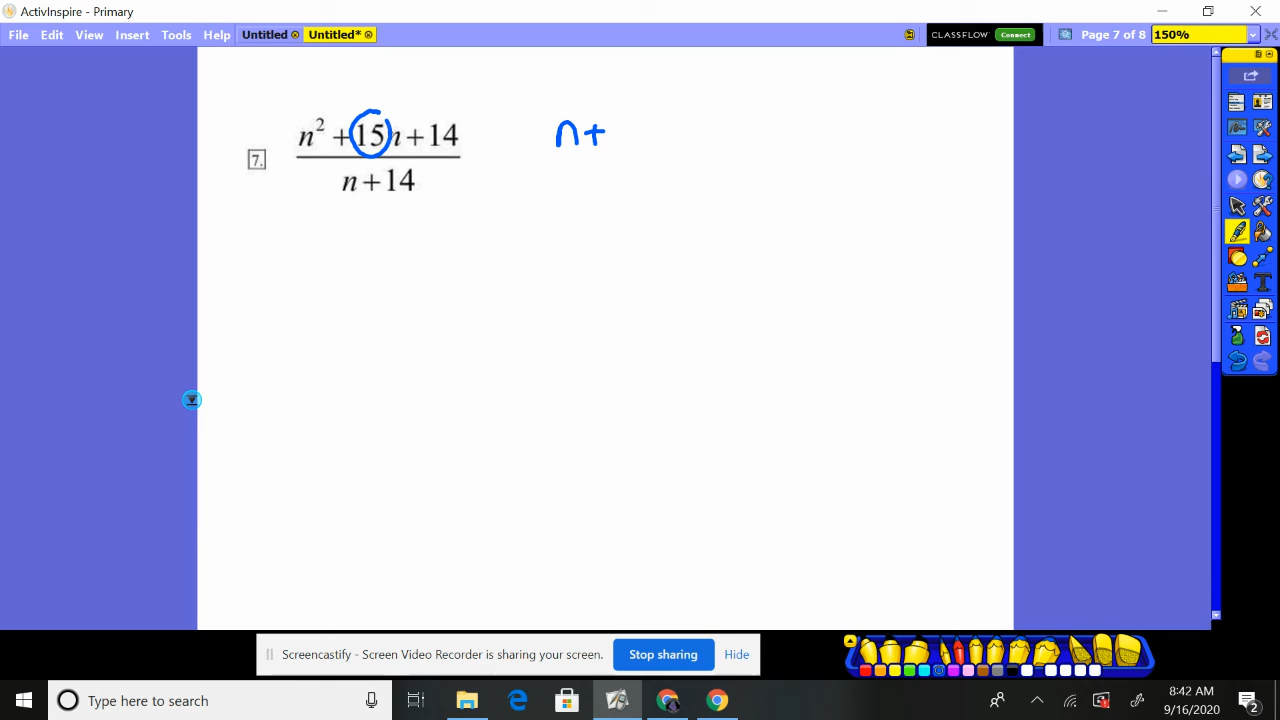 ActivInspire - Primary
File Edit View Insert Tools Help Untitled Untitled* CLASSFLOW Connect Page 7 of 8 150%
n² + 15n + 14 n+
7.
n + 14
Screencastify - Screen Video Recorder is sharing your screen. Stop sharing Hide
Type here to search
8:42 AM
9/16/2020 2